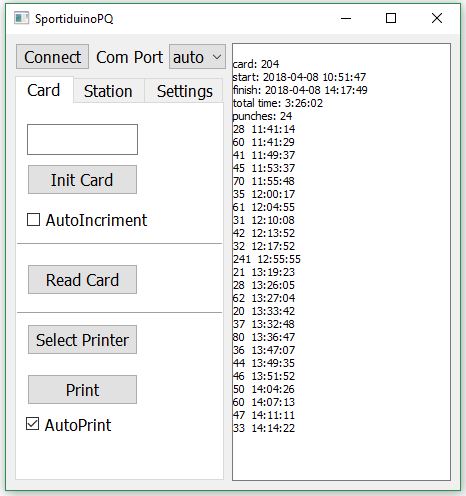 SportiduinoPQ
Connect Com Port auto
Card Station Settings
Init Card
AutoIncriment
Read Card
Select Printer
Print
AutoPrint
card: 204
start: 2018-04-08 10:51:47
finish: 2018-04-08 14:17:49
total time: 3:26:02
punches: 24
28 11:41:14
60 11:41:29
41 11:49:37
45 11:53:37
70 11:55:48
35 12:00:17
61 12:04:55
31 12:10:08
42 12:13:52
32 12:17:52
241 12:55:55
21 13:19:23
28 13:26:05
62 13:27:04
20 13:33:42
37 13:32:48
80 13:36:47
36 13:47:07
44 13:49:35
46 13:51:52
50 14:04:26
60 14:07:13
47 14:11:11
33 14:14:22